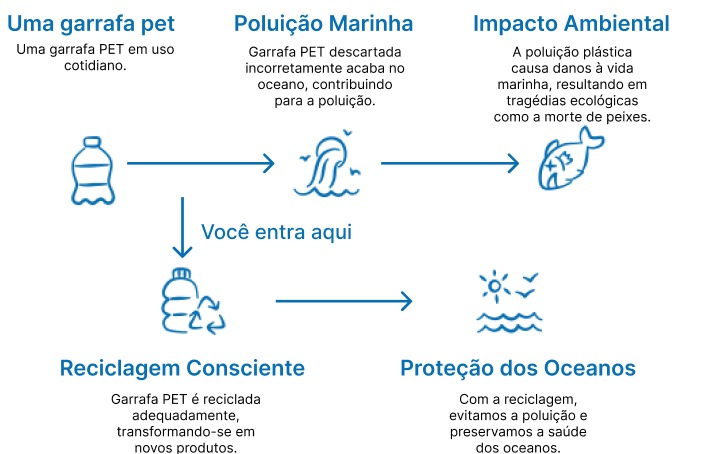 Uma garrafa pet
Uma garrafa PET em uso
cotidiano.
Poluição Marinha
Garrafa PET descartada
incorretamente acaba no
oceano, contribuindo
para a poluição.
Impacto Ambiental
A poluição plástica
causa danos à vida
marinha, resultando em
tragédias ecológicas
como a morte de peixes.
Você entra aqui
Reciclagem Consciente
Garrafa PET é reciclada
adequadamente,
transformando-se em
novos produtos.
Proteção dos Oceanos
Com a reciclagem,
evitamos a poluição e
preservamos a saúde
dos oceanos.